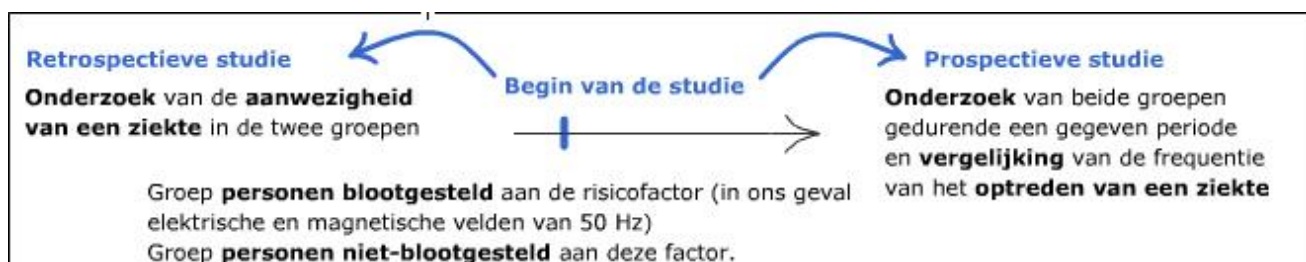 Retrospectieve studie
Onderzoek van de aanwezigheid
van een ziekte in de twee groepen
Begin van de studie
Prospectieve studie
Onderzoek van beide groepen
gedurende een gegeven periode
en vergelijking van de frequentie
van het optreden van een ziekte
Groep personen blootgesteld aan de risicofactor (in ons geval
elektrische en magnetische velden van 50 Hz)
Groep personen niet-blootgesteld aan deze factor.